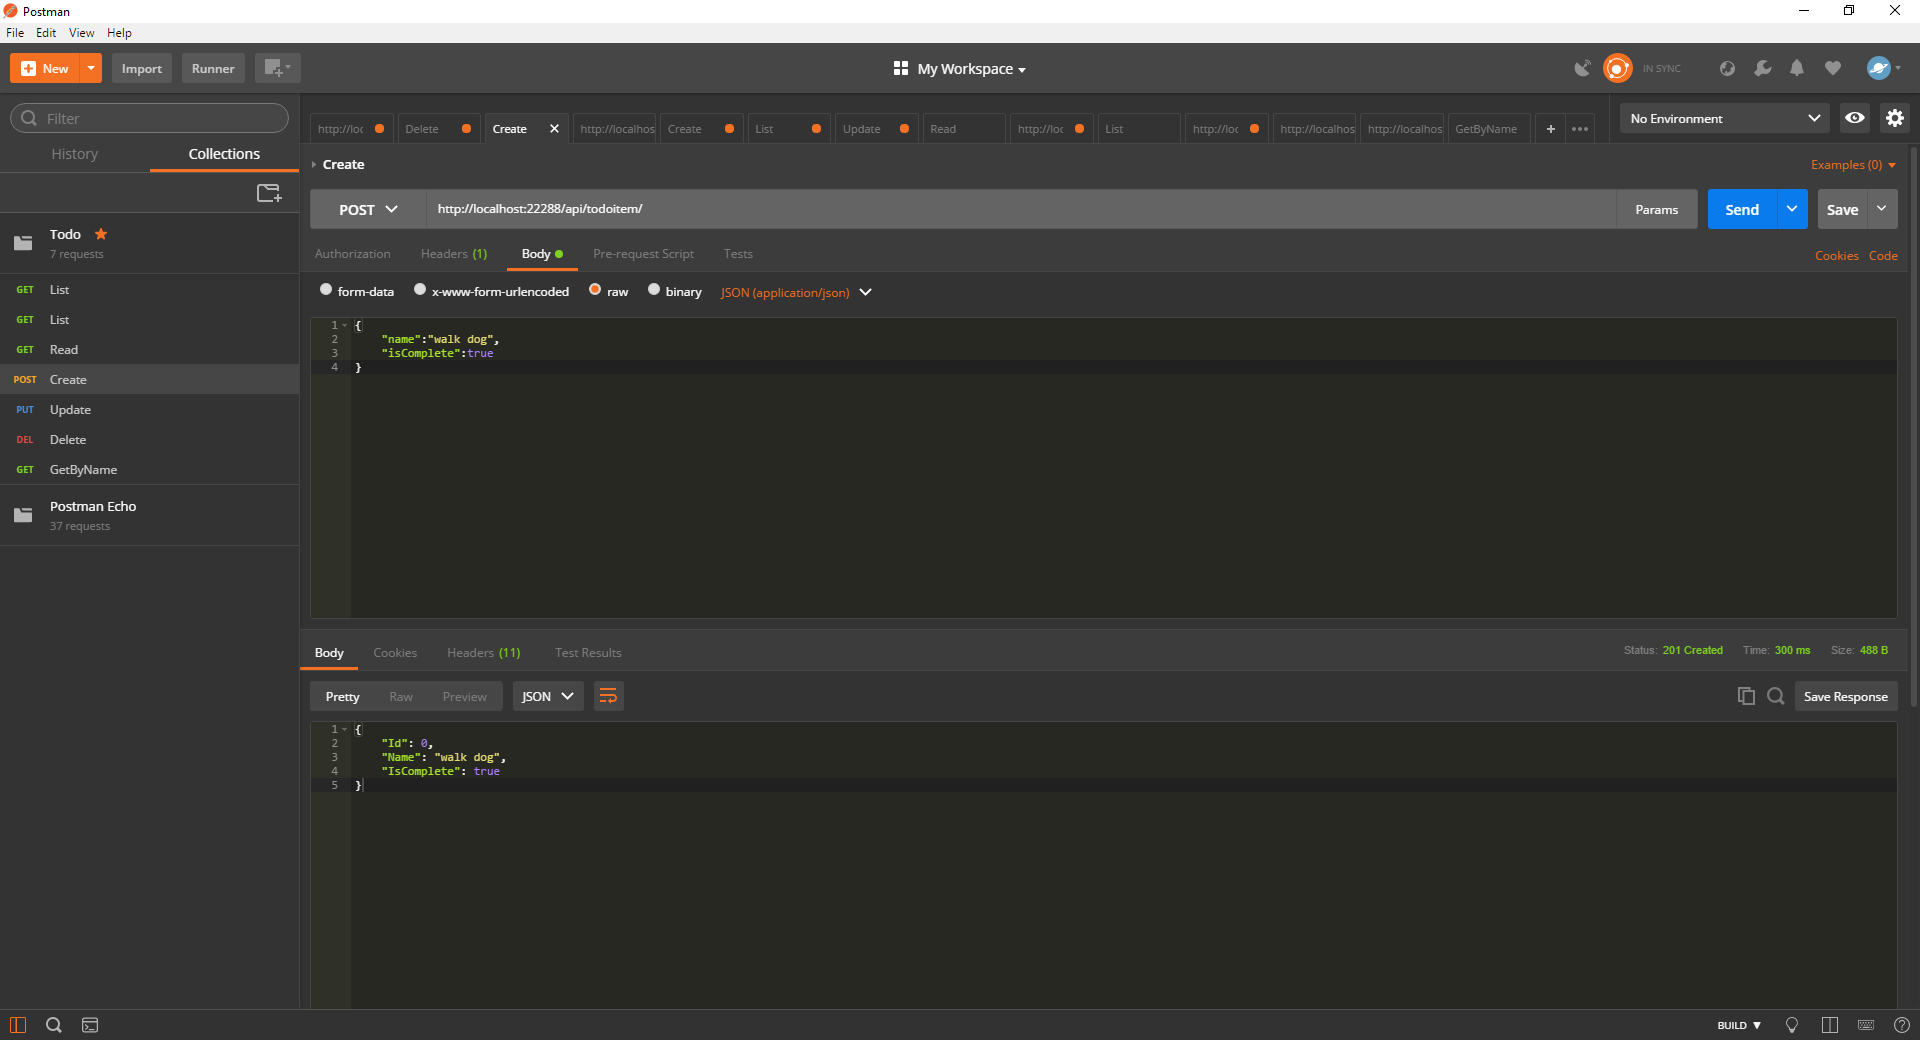 Postman
File Edit View Help
New Import Runner
My Workspace
IN SYNC
Filter
History Collections
Todo
7 requests
GET List
GET List
GET Read
POST Create
PUT Update
DEL Delete
GET GetByName
Postman Echo
37 requests
http://loc Delete Create http://localhos Create List Update Read http://loc List http://loc http://localhos http://localhos GetByName
No Environment
Create
Examples (0)
POST http://localhost:22288/api/todoitem/ Params Send Save
Authorization Headers (1) Body Pre-request Script Tests
Cookies Code
form-data x-www-form-urlencoded raw binary JSON (application/json)
1 {
2 "name":"walk dog",
3 "isComplete":true
4 }
Body Cookies Headers (11) Test Results
Status: 201 Created Time: 300 ms Size: 488 B
Pretty Raw Preview JSON
Save Response
1 {
2 "Id": 0,
3 "Name": "walk dog",
4 "IsComplete": true
5 }
BUILD